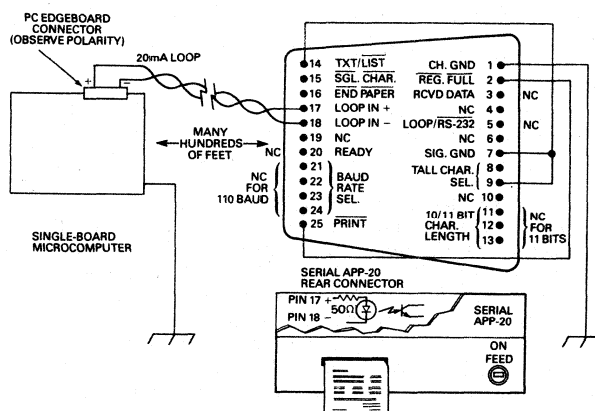 PC EDGEBOARD
CONNECTOR
(OBSERVE POLARITY)
20mA LOOP
+ −
MANY
HUNDREDS
OF FEET
SINGLE-BOARD
MICROCOMPUTER
14 TXT/LIST
15 SGL. CHAR.
16 END PAPER
17 LOOP IN +
18 LOOP IN −
19 NC
NC 20 READY
21
22
23
24
BAUD
RATE
SEL.
NC
FOR
110 BAUD
25 PRINT
CH. GND 1
REG. FULL 2
RCVD DATA 3 NC
NC 4
LOOP/RS-232 5 NC
NC 6
SIG. GND 7
TALL CHAR. 8
SEL. 9
NC 10
10/11 BIT 11
CHAR. 12
LENGTH 13
NC
FOR
11 BITS
SERIAL APP-20
REAR CONNECTOR
PIN 17 +
50Ω
PIN 18 −
SERIAL
APP-20
ON
FEED